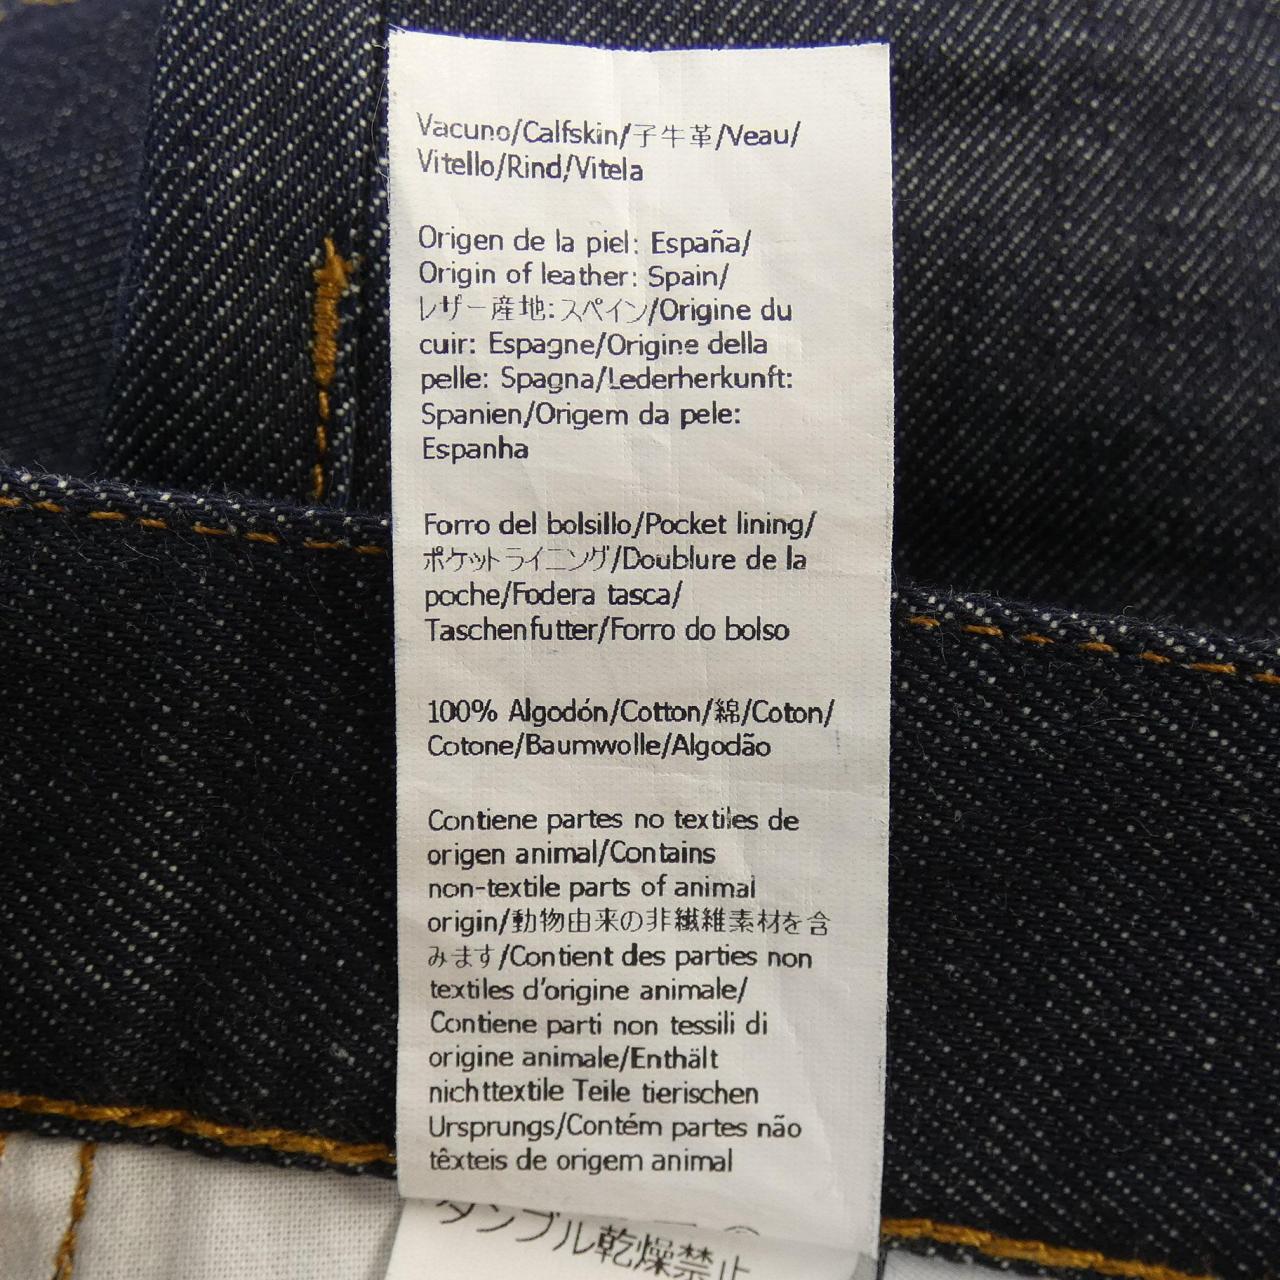 Vacuno/Calfskin/子牛革/Veau/
Vitello/Rind/Vitela
Origen de la piel: España/
Origin of leather: Spain/
レザー産地:スペイン/Origine du
cuir: Espagne/Origine della
pelle: Spagna/Lederherkunft:
Spanien/Origem da pele:
Espanha
Forro del bolsillo/Pocket lining/
ポケットライニング/Doublure de la
poche/Fodera tasca/
Taschenfutter/Forro do bolso
100% Algodón/Cotton/綿/Coton/
Cotone/Baumwolle/Algodão
Contiene partes no textiles de
origen animal/Contains
non-textile parts of animal
origin/動物由来の非繊維素材を含
みます/Contient des parties non
textiles d'origine animale/
Contiene parti non tessili di
origine animale/Enthält
nichttextile Teile tierischen
Ursprungs/Contém partes não
têxteis de origem animal
タンブル乾燥禁止